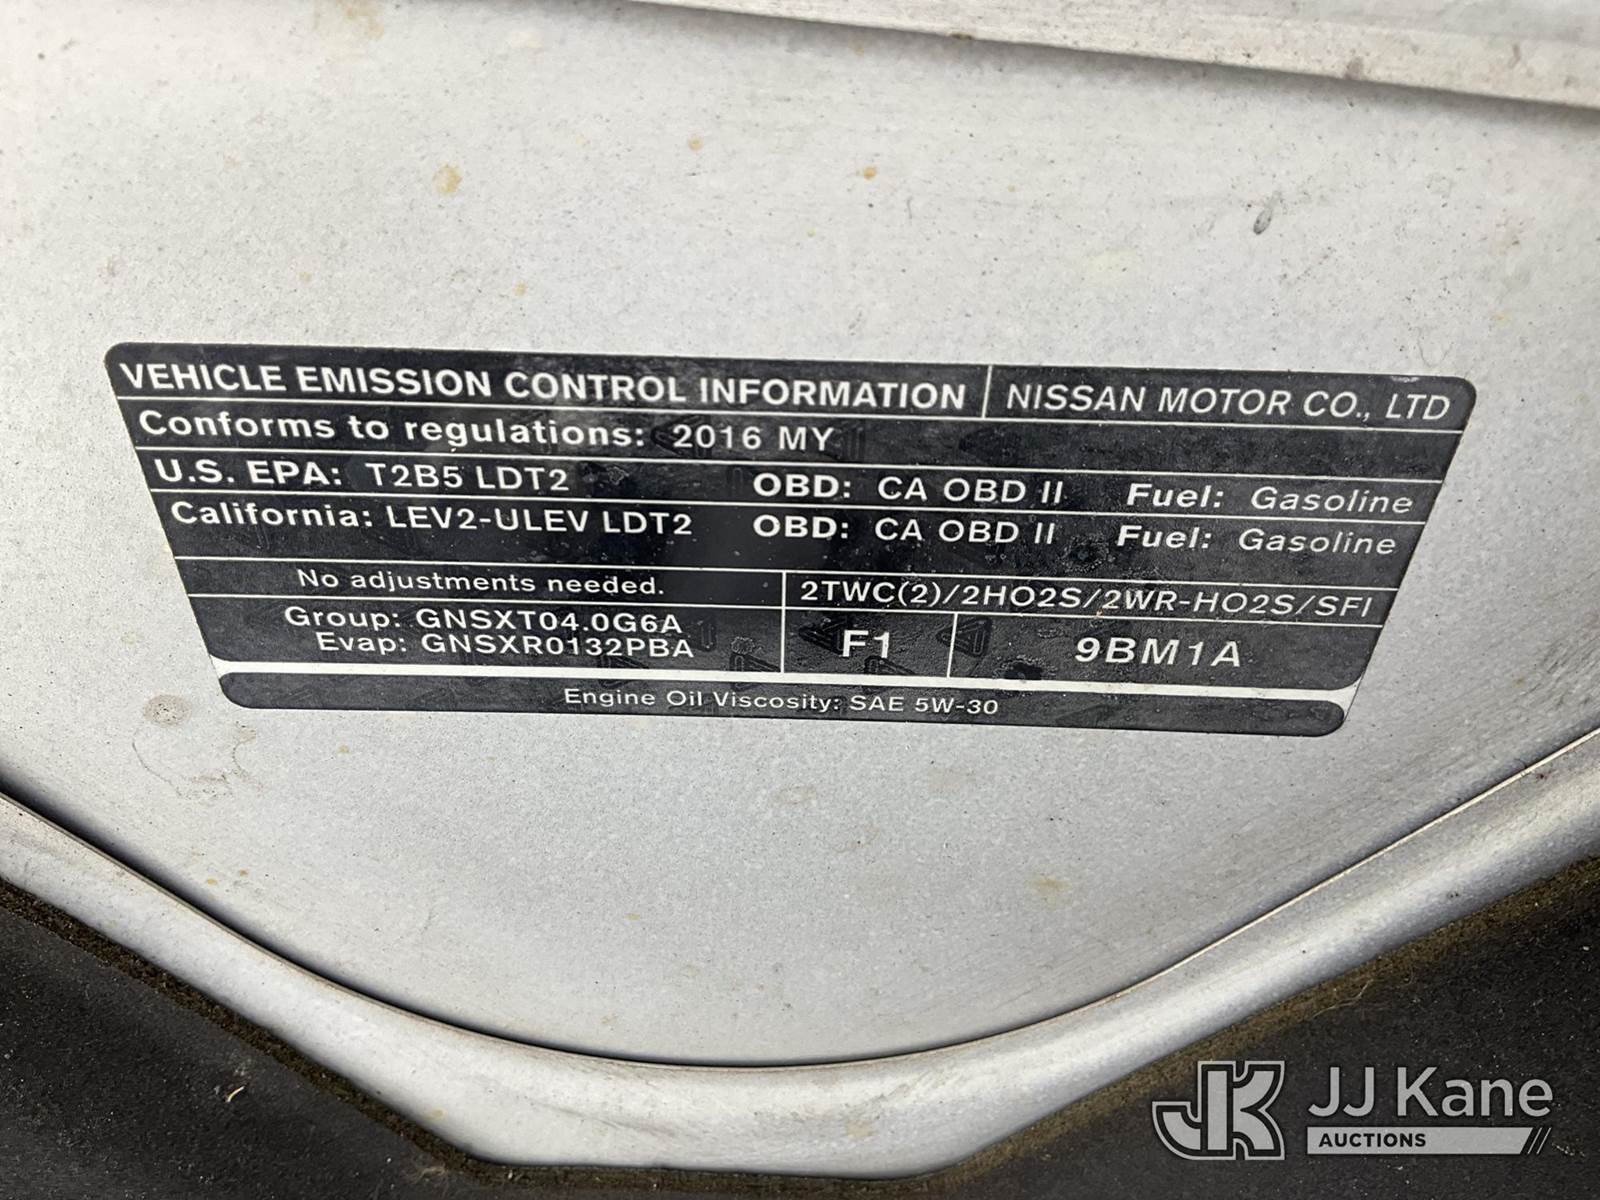 VEHICLE EMISSION CONTROL INFORMATION NISSAN MOTOR CO., LTD
Conforms to regulations: 2016 MY
U.S. EPA: T2B5 LDT2 OBD: CA OBD II Fuel: Gasoline
California: LEV2-ULEV LDT2 OBD: CA OBD II Fuel: Gasoline
No adjustments needed. 2TWC(2)/2HO2S/2WR-HO2S/SFI
Group: GNSXT04.0G6A
Evap: GNSXR0132PBA
F1 9BM1A
Engine Oil Viscosity: SAE 5W-30
JK JJ Kane
AUCTIONS